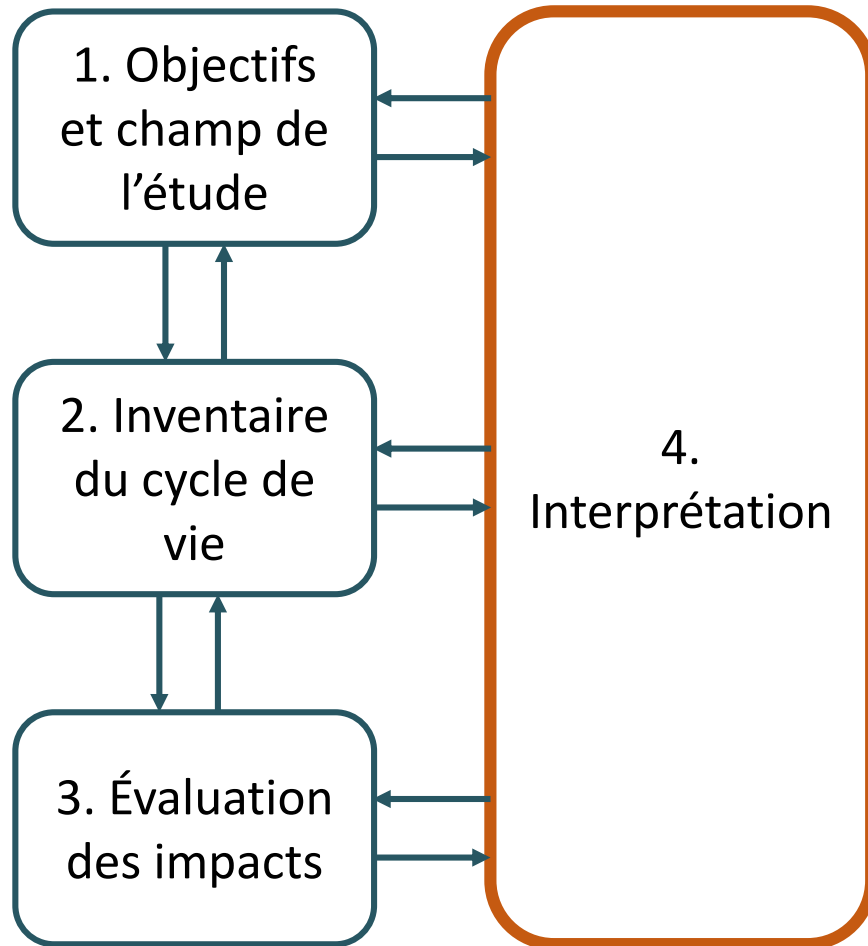 1. Objectifs
et champ de
l’étude
2. Inventaire
du cycle de
vie
3. Évaluation
des impacts
4.
Interprétation